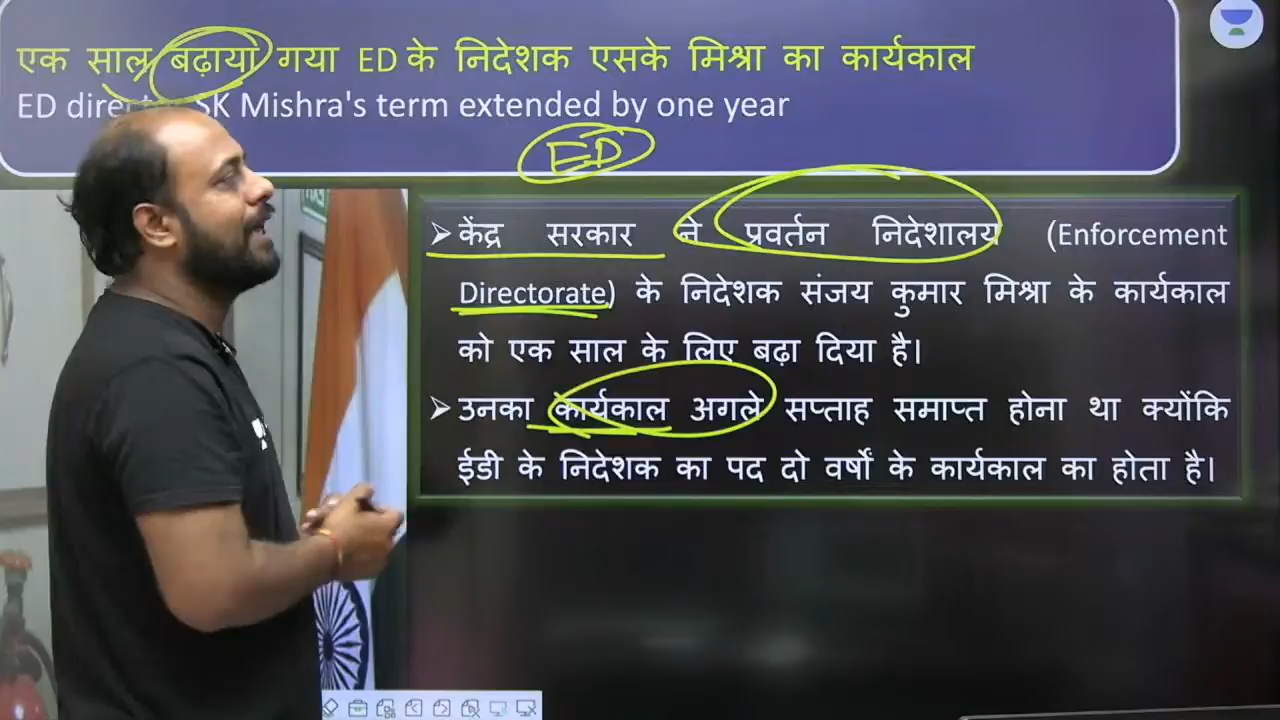 एक साल बढ़ाया गया ED के निदेशक एसके मिश्रा का कार्यकाल
ED director SK Mishra's term extended by one year
ED
➤ केंद्र सरकार ने प्रवर्तन निदेशालय (Enforcement
Directorate) के निदेशक संजय कुमार मिश्रा के कार्यकाल
को एक साल के लिए बढ़ा दिया है।
➤ उनका कार्यकाल अगले सप्ताह समाप्त होना था क्योंकि
ईडी के निदेशक का पद दो वर्षों के कार्यकाल का होता है।